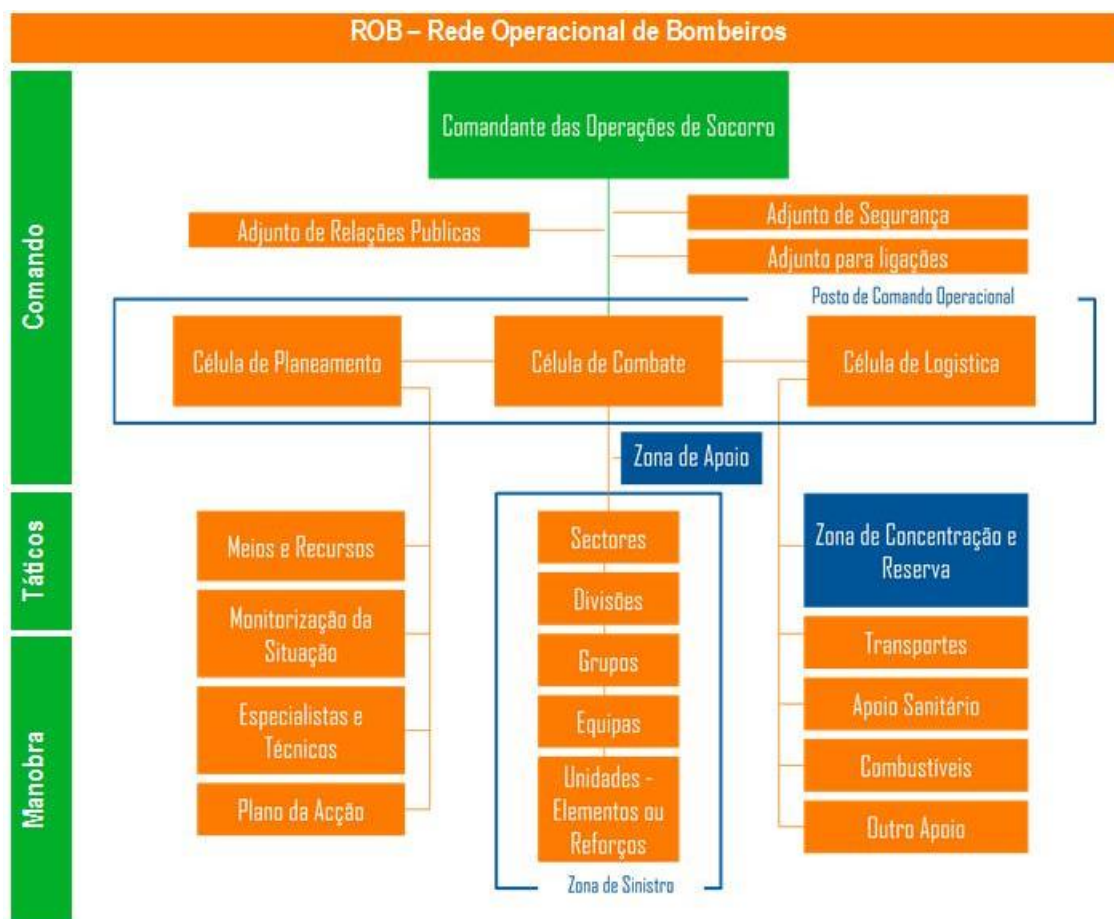 ROB – Rede Operacional de Bombeiros
Comando
Comandante das Operações de Socorro
Adjunto de Relações Publicas
Adjunto de Segurança
Adjunto para ligações
Posto de Comando Operacional
Célula de Planeamento
Célula de Combate
Célula de Logistica
Zona de Apoio
Táticos
Manobra
Meios e Recursos
Monitorização da
Situação
Especialistas e
Técnicos
Plano da Acção
Sectores
Divisões
Grupos
Equipas
Unidades -
Elementos ou
Reforços
Zona de Sinistro
Zona de Concentração e
Reserva
Transportes
Apoio Sanitário
Combustíveis
Outro Apoio